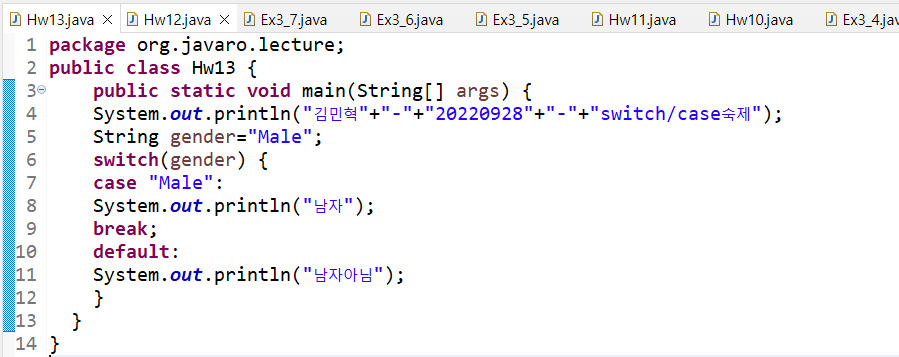 Hw13.java Hw12.java Ex3_7.java Ex3_6.java Ex3_5.java Hw11.java Hw10.java
1 package org.javaro.lecture;
2 public class Hw13 {
3 public static void main(String[] args) {
4 System.out.println("김민혁"+"-"+"20220928"+"-"+"switch/case숙제");
5 String gender="Male";
6 switch(gender) {
7 case "Male":
8 System.out.println("남자");
9 break;
10 default:
11 System.out.println("남자아님");
12 }
13 }
14 }